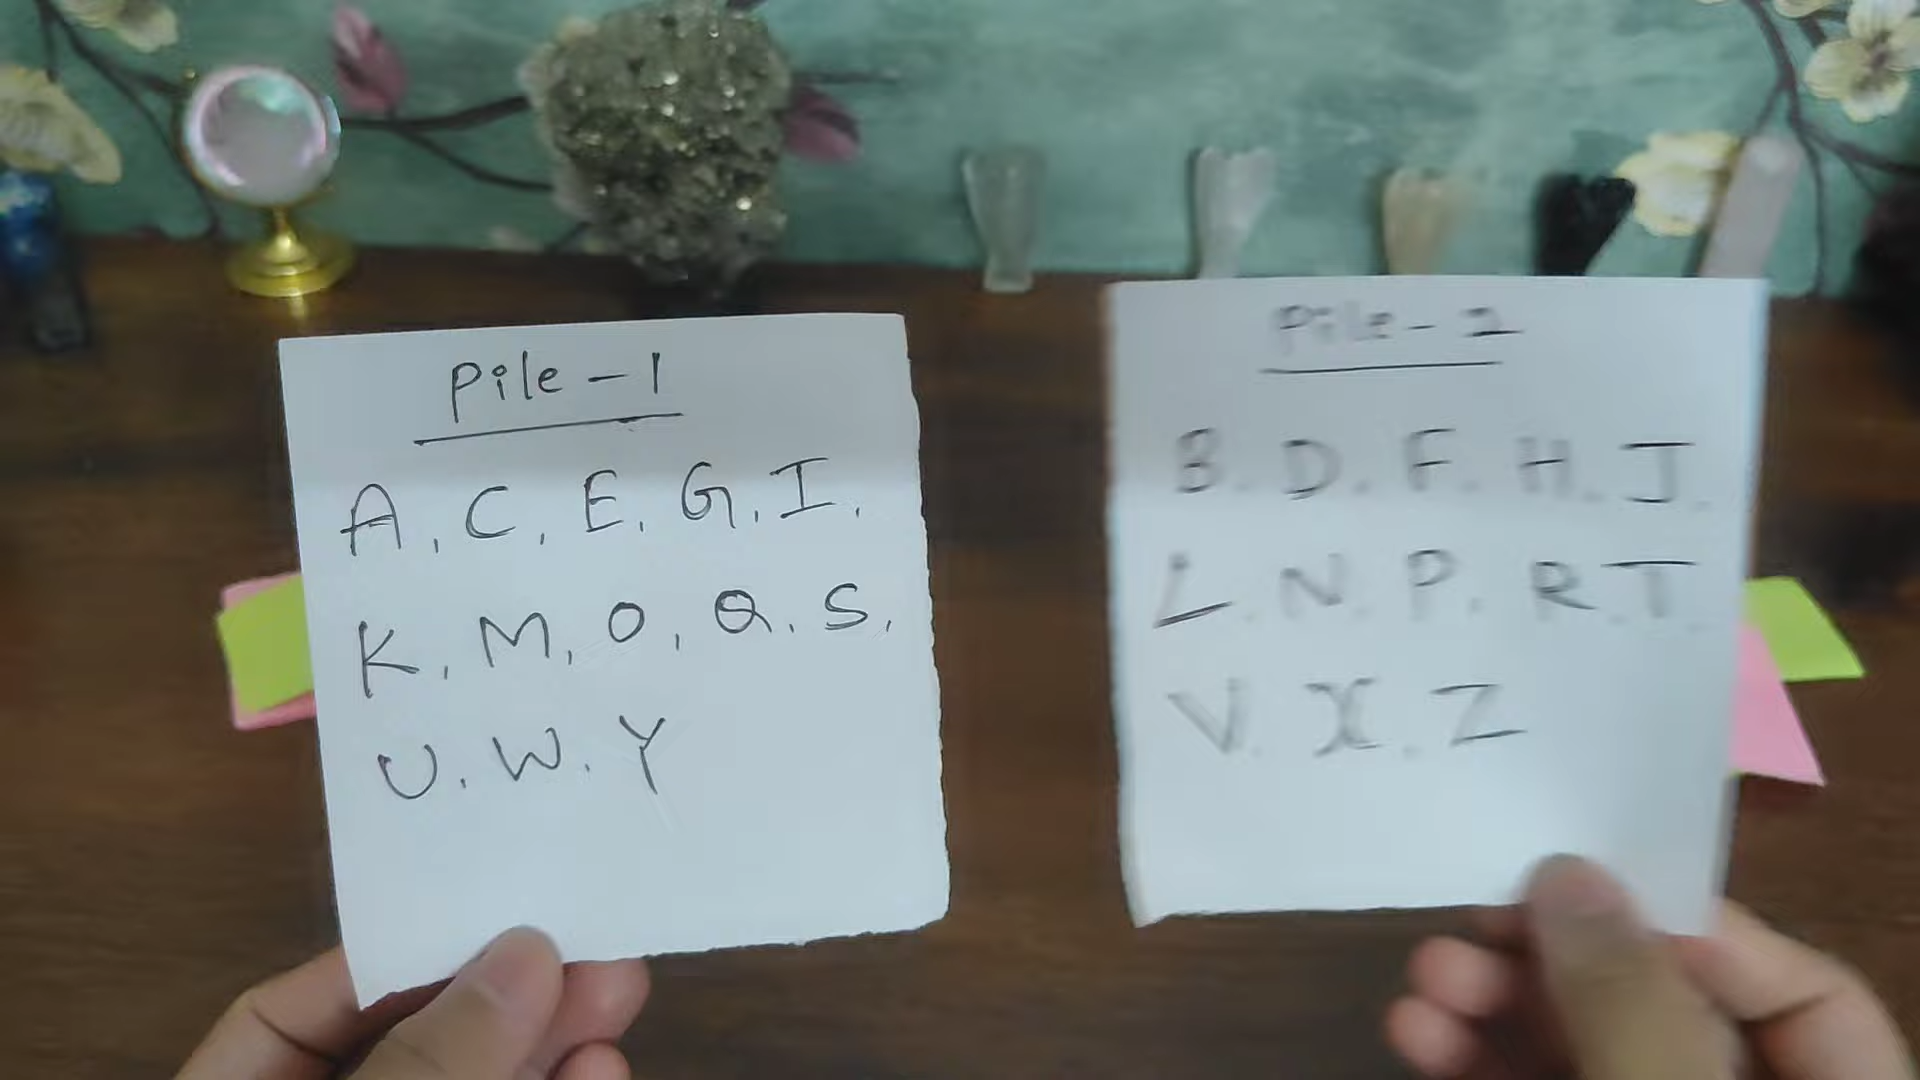 Pile-1
A, C, E, G, I,
K, M, O, Q, S,
U, W, Y
Pile-2
B, D, F, H, J,
L, N, P, R, T,
V, X, Z